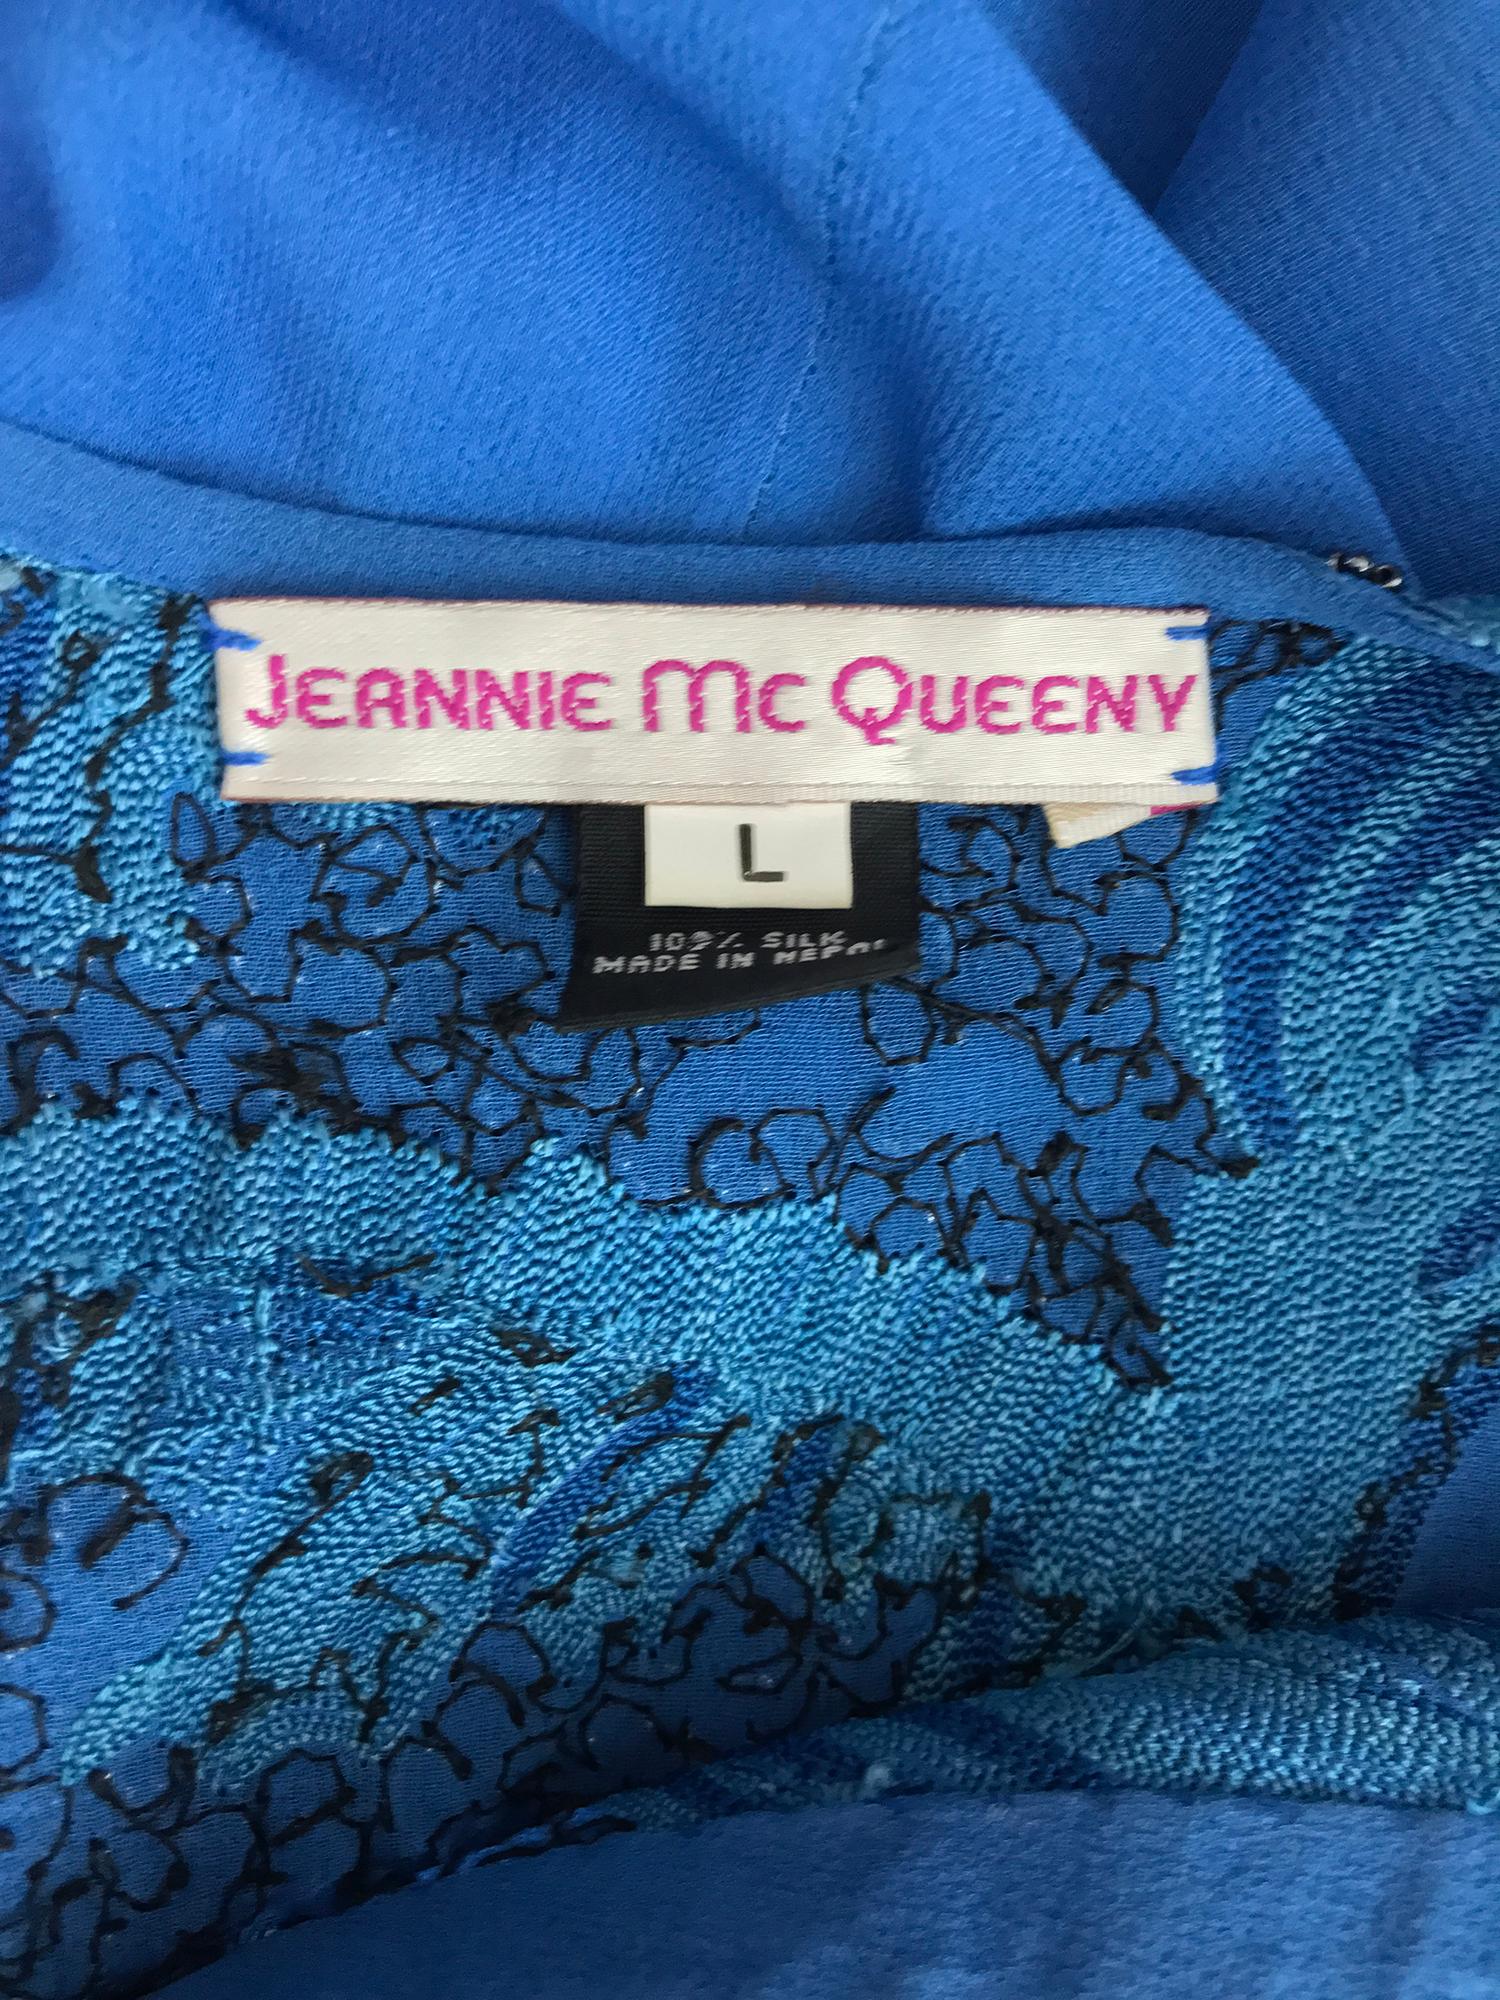 JEANNIE MC QUEENY
L
100% SILK
MADE IN NEPAL